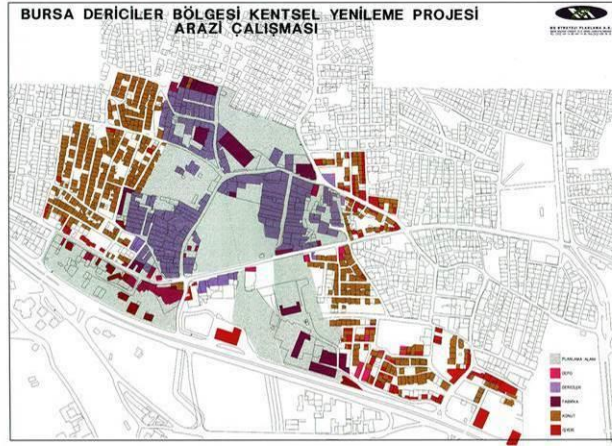 BURSA DERİCİLER BÖLGESİ KENTSEL YENİLEME PROJESİ
ARAZİ ÇALIŞMASI
PLANLAMA ALANI
DEPO
DERİCİLER
FABRİKA
KONUT
İŞYERİ